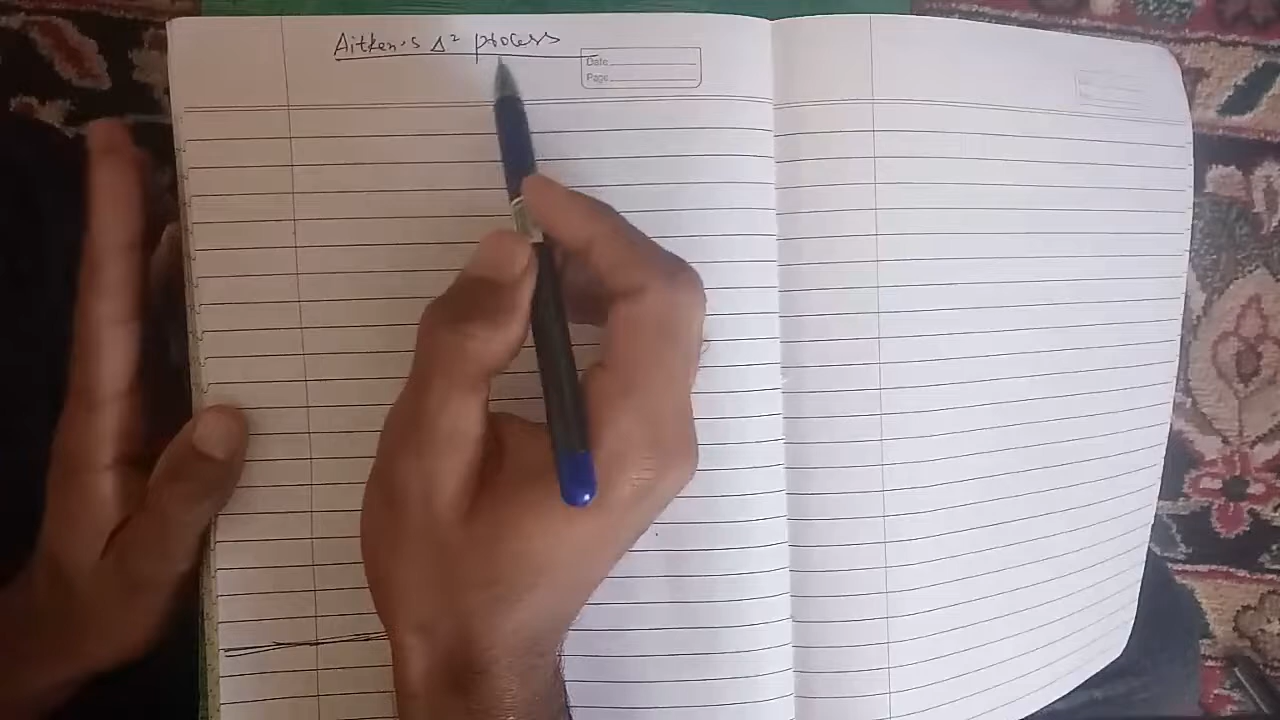 Aitken's Δ² process
Date
Page